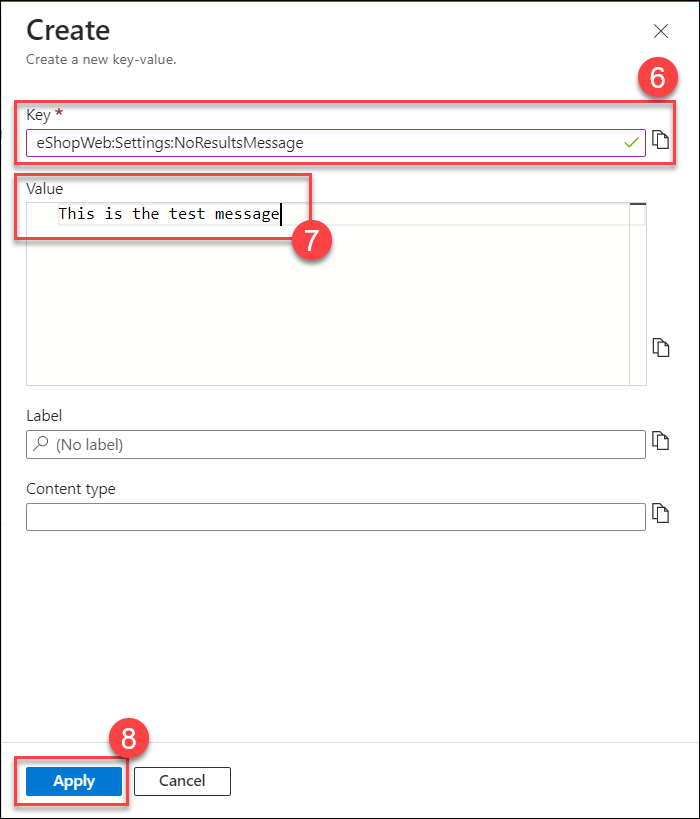 Create
Create a new key-value.
6
Key *
eShopWeb:Settings:NoResultsMessage
Value
This is the test message
7
Label
(No label)
Content type
8
Apply
Cancel